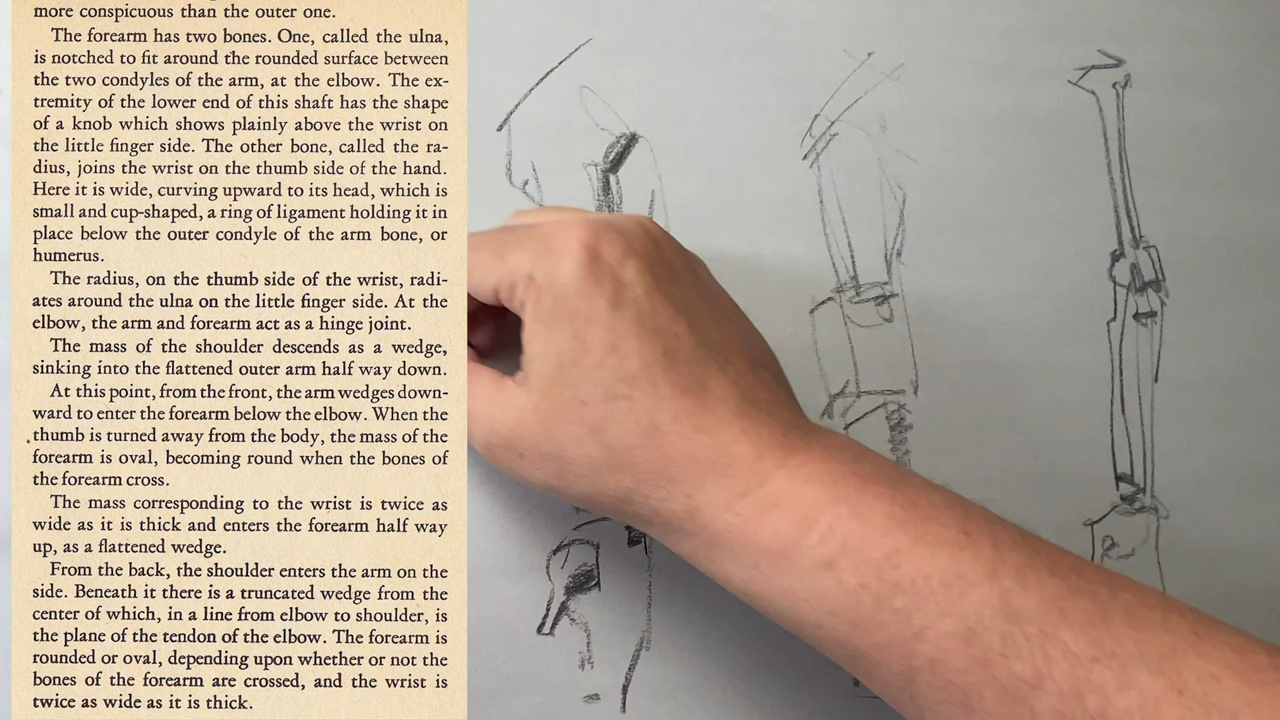 more conspicuous than the outer one.
The forearm has two bones. One, called the ulna,
is notched to fit around the rounded surface between
the two condyles of the arm, at the elbow. The ex-
tremity of the lower end of this shaft has the shape
of a knob which shows plainly above the wrist on
the little finger side. The other bone, called the ra-
dius, joins the wrist on the thumb side of the hand.
Here it is wide, curving upward to its head, which is
small and cup-shaped, a ring of ligament holding it in
place below the outer condyle of the arm bone, or
humerus.
The radius, on the thumb side of the wrist, radi-
ates around the ulna on the little finger side. At the
elbow, the arm and forearm act as a hinge joint.
The mass of the shoulder descends as a wedge,
sinking into the flattened outer arm half way down.
At this point, from the front, the arm wedges down-
ward to enter the forearm below the elbow. When the
thumb is turned away from the body, the mass of the
forearm is oval, becoming round when the bones of
the forearm cross.
The mass corresponding to the wrist is twice as
wide as it is thick and enters the forearm half way
up, as a flattened wedge.
From the back, the shoulder enters the arm on the
side. Beneath it there is a truncated wedge from the
center of which, in a line from elbow to shoulder, is
the plane of the tendon of the elbow. The forearm is
rounded or oval, depending upon whether or not the
bones of the forearm are crossed, and the wrist is
twice as wide as it is thick.